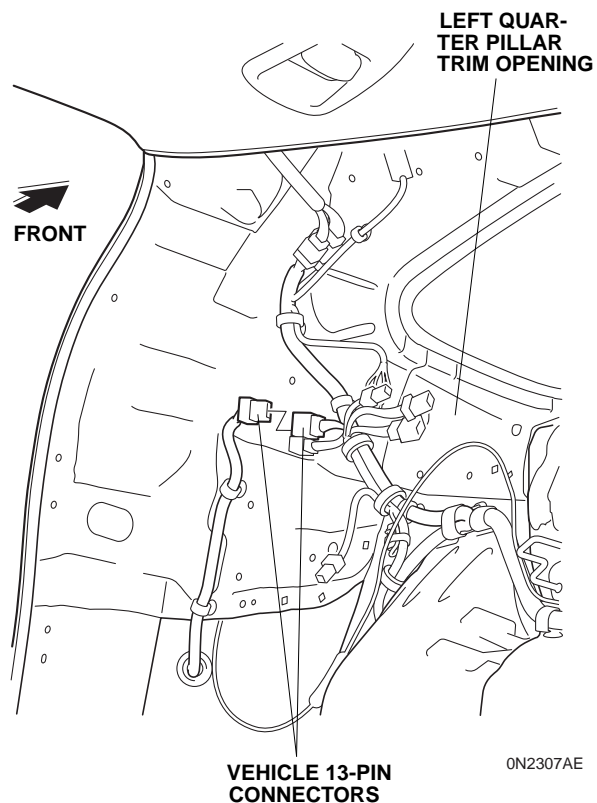 LEFT QUAR-
TER PILLAR
TRIM OPENING
FRONT
VEHICLE 13-PIN
CONNECTORS
0N2307AE